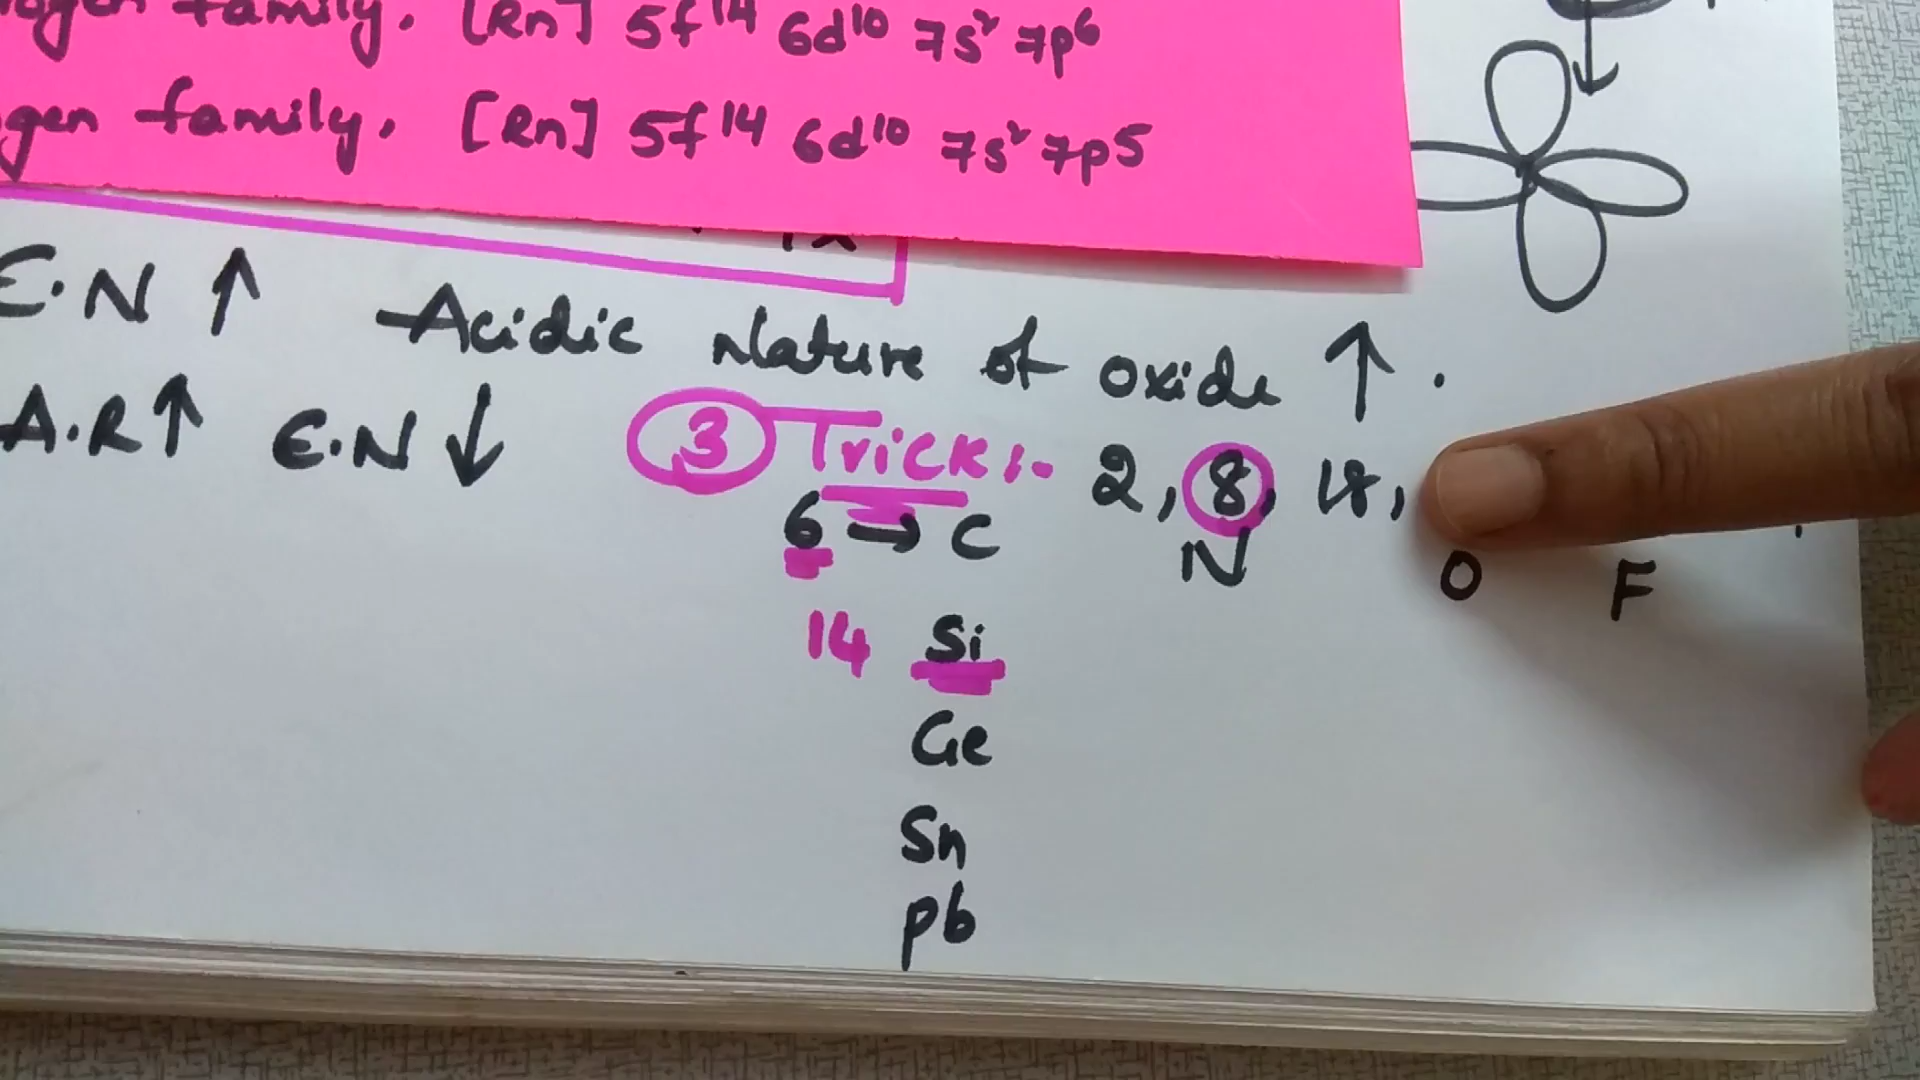 family. [Rn] 5f¹⁴ 6d¹⁰ 7s² 7p⁶
family. [Rn] 5f¹⁴ 6d¹⁰ 7s² 7p5
E.N ↑ Acidic Nature of oxide ↑.
A.R↑ E.N ↓ 3 Trick:- 2, 8, 18,
6 → C N O F
14 Si
Ge
Sn
pb